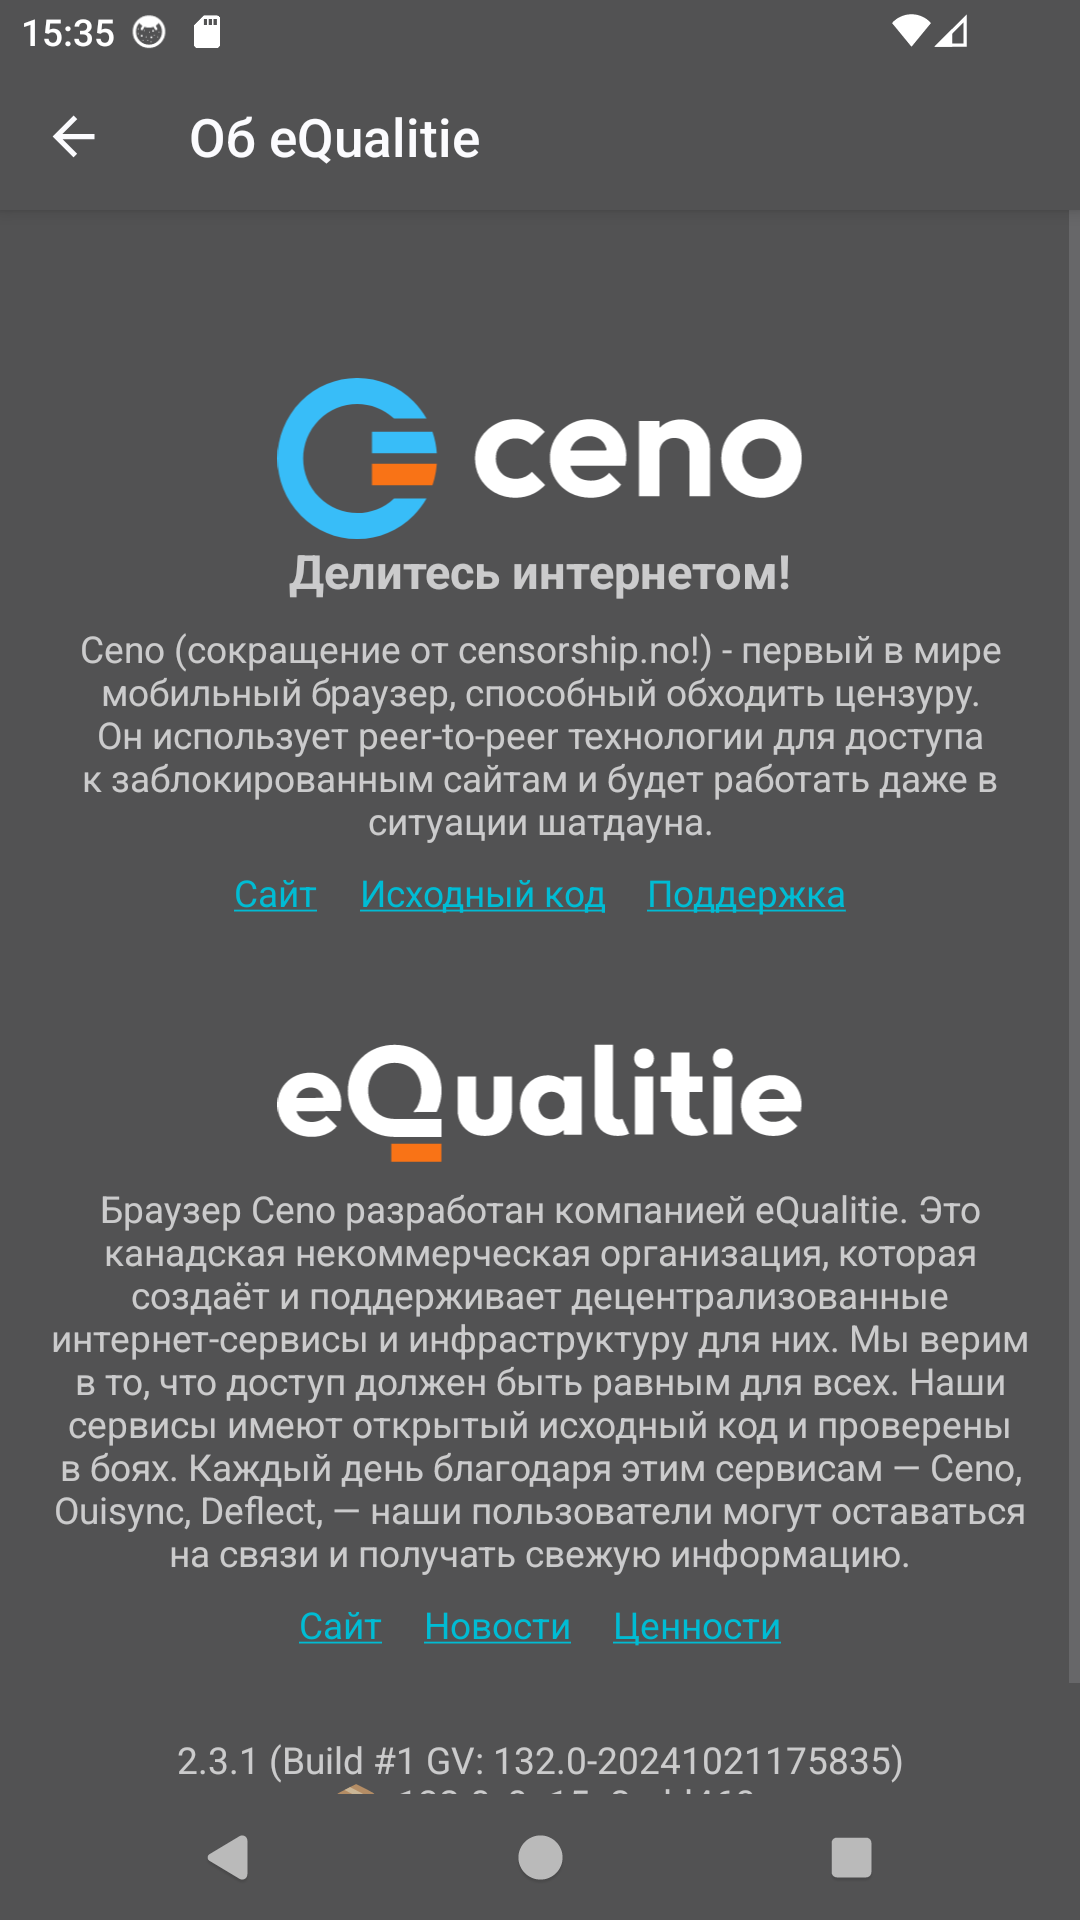 15:35
Об eQualitie
ceno
Делитесь интернетом!
Ceno (сокращение от censorship.no!) - первый в мире
мобильный браузер, способный обходить цензуру.
Он использует peer-to-peer технологии для доступа
к заблокированным сайтам и будет работать даже в
ситуации шатдауна.
Сайт Исходный код Поддержка
eQualitie
Браузер Ceno разработан компанией eQualitie. Это
канадская некоммерческая организация, которая
создаёт и поддерживает децентрализованные
интернет-сервисы и инфраструктуру для них. Мы верим
в то, что доступ должен быть равным для всех. Наши
сервисы имеют открытый исходный код и проверены
в боях. Каждый день благодаря этим сервисам — Ceno,
Ouisync, Deflect, — наши пользователи могут оставаться
на связи и получать свежую информацию.
Сайт Новости Ценности
2.3.1 (Build #1 GV: 132.0-20241021175835)